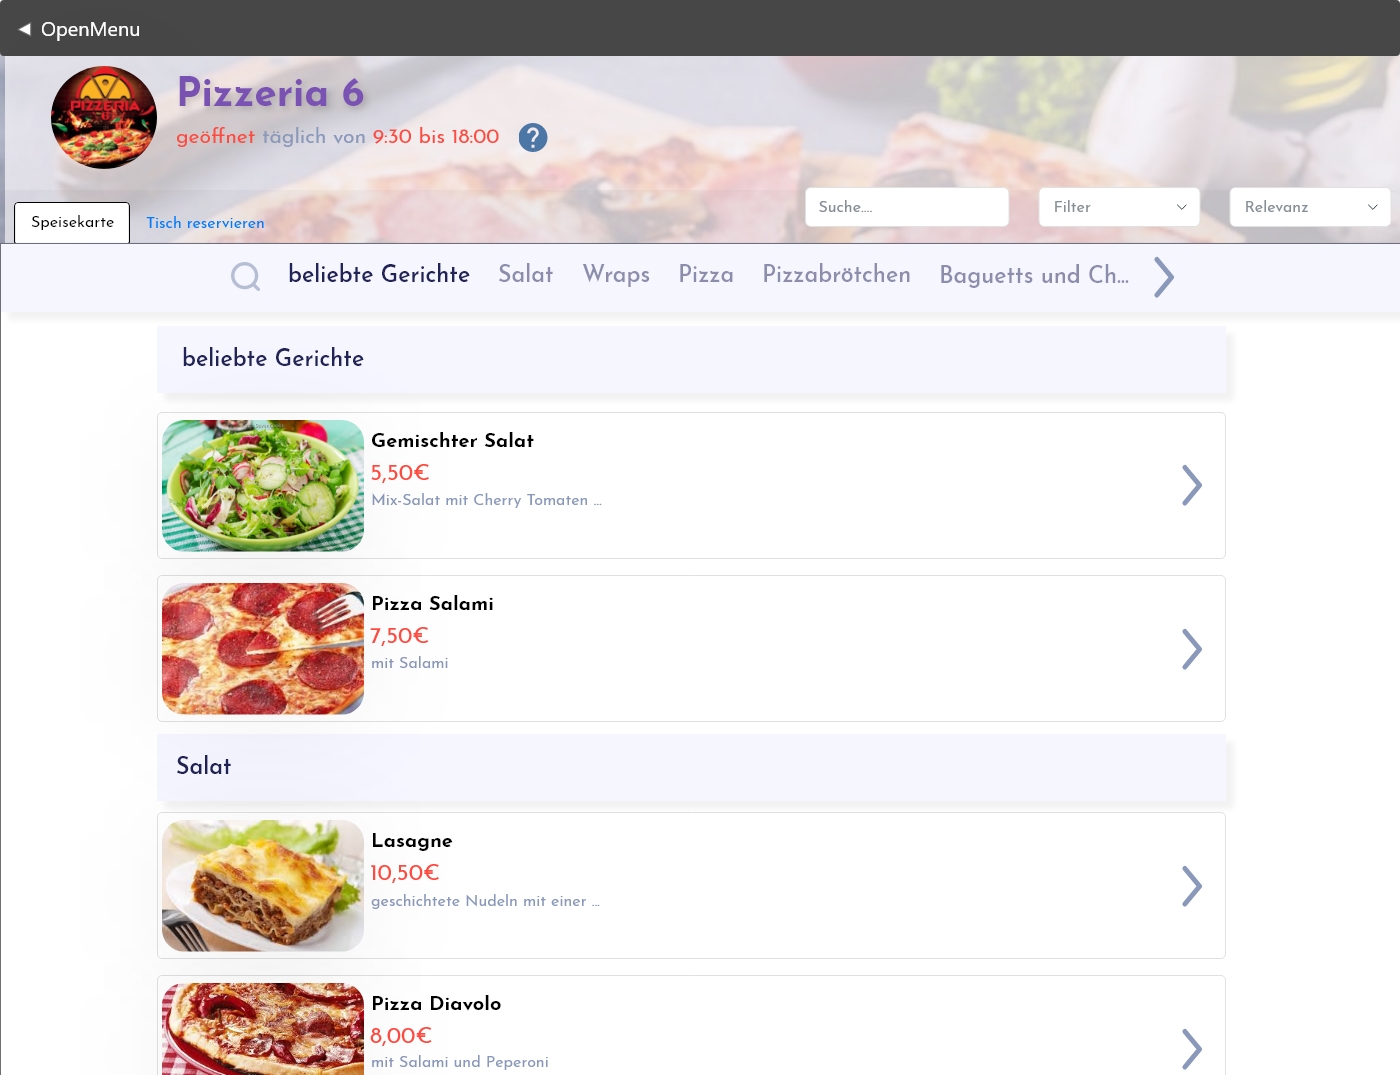 ◄ OpenMenu
PIZZERIA
Pizzeria 6
geöffnet täglich von 9:30 bis 18:00 ?
Speisekarte Tisch reservieren Suche.... Filter Relevanz
beliebte Gerichte Salat Wraps Pizza Pizzabrötchen Baguetts und Ch...
beliebte Gerichte
Gemischter Salat
5,50€
Mix-Salat mit Cherry Tomaten ...
Pizza Salami
7,50€
mit Salami
Salat
Lasagne
10,50€
geschichtete Nudeln mit einer ...
Pizza Diavolo
8,00€
mit Salami und Peperoni